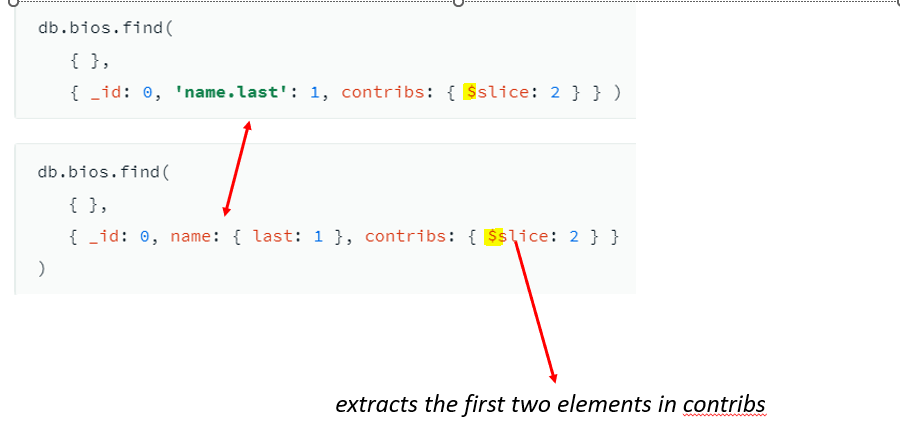 db.bios.find(
{ },
{ _id: 0, 'name.last': 1, contribs: { $slice: 2 } } )
db.bios.find(
{ },
{ _id: 0, name: { last: 1 }, contribs: { $slice: 2 } }
)
extracts the first two elements in contribs